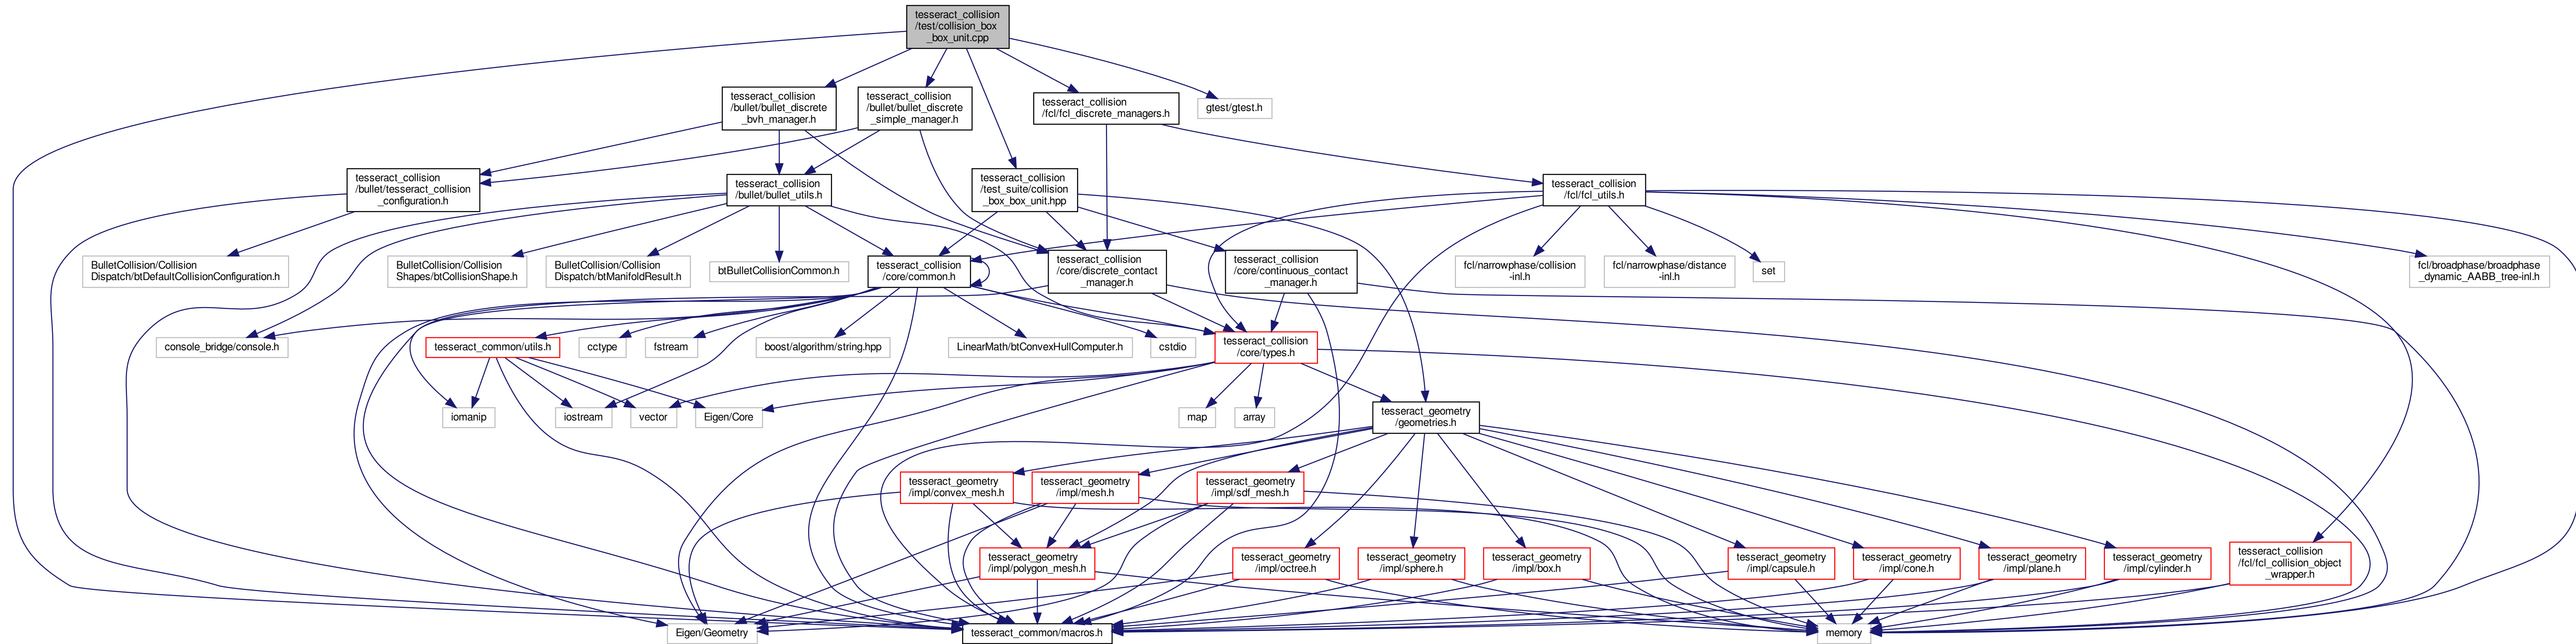 tesseract_collision
/test/collision_box
_box_unit.cpp
tesseract_collision
/bullet/bullet_discrete
_bvh_manager.h
tesseract_collision
/bullet/bullet_discrete
_simple_manager.h
tesseract_collision
/fcl/fcl_discrete_managers.h
gtest/gtest.h
tesseract_collision
/bullet/tesseract_collision
_configuration.h
tesseract_collision
/bullet/bullet_utils.h
tesseract_collision
/test_suite/collision
_box_box_unit.hpp
tesseract_collision
/fcl/fcl_utils.h
BulletCollision/Collision
Dispatch/btDefaultCollisionConfiguration.h
BulletCollision/Collision
Shapes/btCollisionShape.h
BulletCollision/Collision
Dispatch/btManifoldResult.h
btBulletCollisionCommon.h
tesseract_collision
/core/common.h
tesseract_collision
/core/discrete_contact
_manager.h
tesseract_collision
/core/continuous_contact
_manager.h
fcl/narrowphase/collision
-inl.h
fcl/narrowphase/distance
-inl.h
set
fcl/broadphase/broadphase
_dynamic_AABB_tree-inl.h
console_bridge/console.h
tesseract_common/utils.h
cctype
fstream
boost/algorithm/string.hpp
LinearMath/btConvexHullComputer.h
cstdio
tesseract_collision
/core/types.h
iomanip
iostream
vector
Eigen/Core
map
array
tesseract_geometry
/geometries.h
tesseract_geometry
/impl/convex_mesh.h
tesseract_geometry
/impl/mesh.h
tesseract_geometry
/impl/sdf_mesh.h
tesseract_geometry
/impl/polygon_mesh.h
tesseract_geometry
/impl/octree.h
tesseract_geometry
/impl/sphere.h
tesseract_geometry
/impl/box.h
tesseract_geometry
/impl/capsule.h
tesseract_geometry
/impl/cone.h
tesseract_geometry
/impl/plane.h
tesseract_geometry
/impl/cylinder.h
tesseract_collision
/fcl/fcl_collision_object
_wrapper.h
Eigen/Geometry
tesseract_common/macros.h
memory